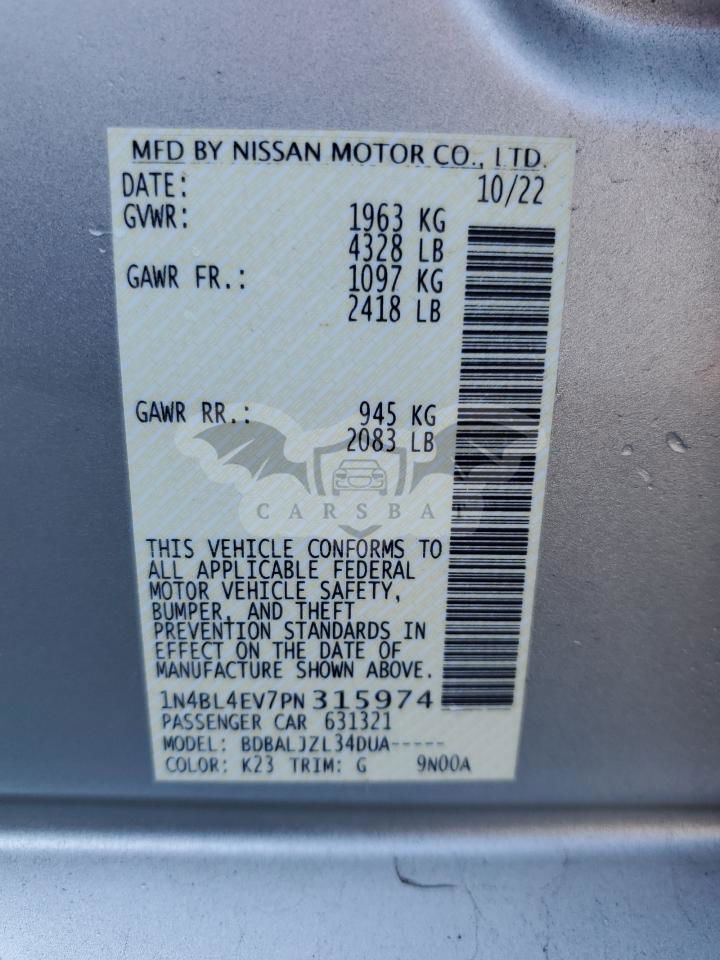 MFD BY NISSAN MOTOR CO., LTD.
DATE: 10/22
GVWR: 1963 KG
4328 LB
GAWR FR.: 1097 KG
2418 LB
GAWR RR.: 945 KG
2083 LB
CARSBAT
THIS VEHICLE CONFORMS TO
ALL APPLICABLE FEDERAL
MOTOR VEHICLE SAFETY,
BUMPER, AND THEFT
PREVENTION STANDARDS IN
EFFECT ON THE DATE OF
MANUFACTURE SHOWN ABOVE.
1N4BL4EV7PN315974
PASSENGER CAR 631321
MODEL: BDBALJZL34DUA-----
COLOR: K23 TRIM: G 9N00A